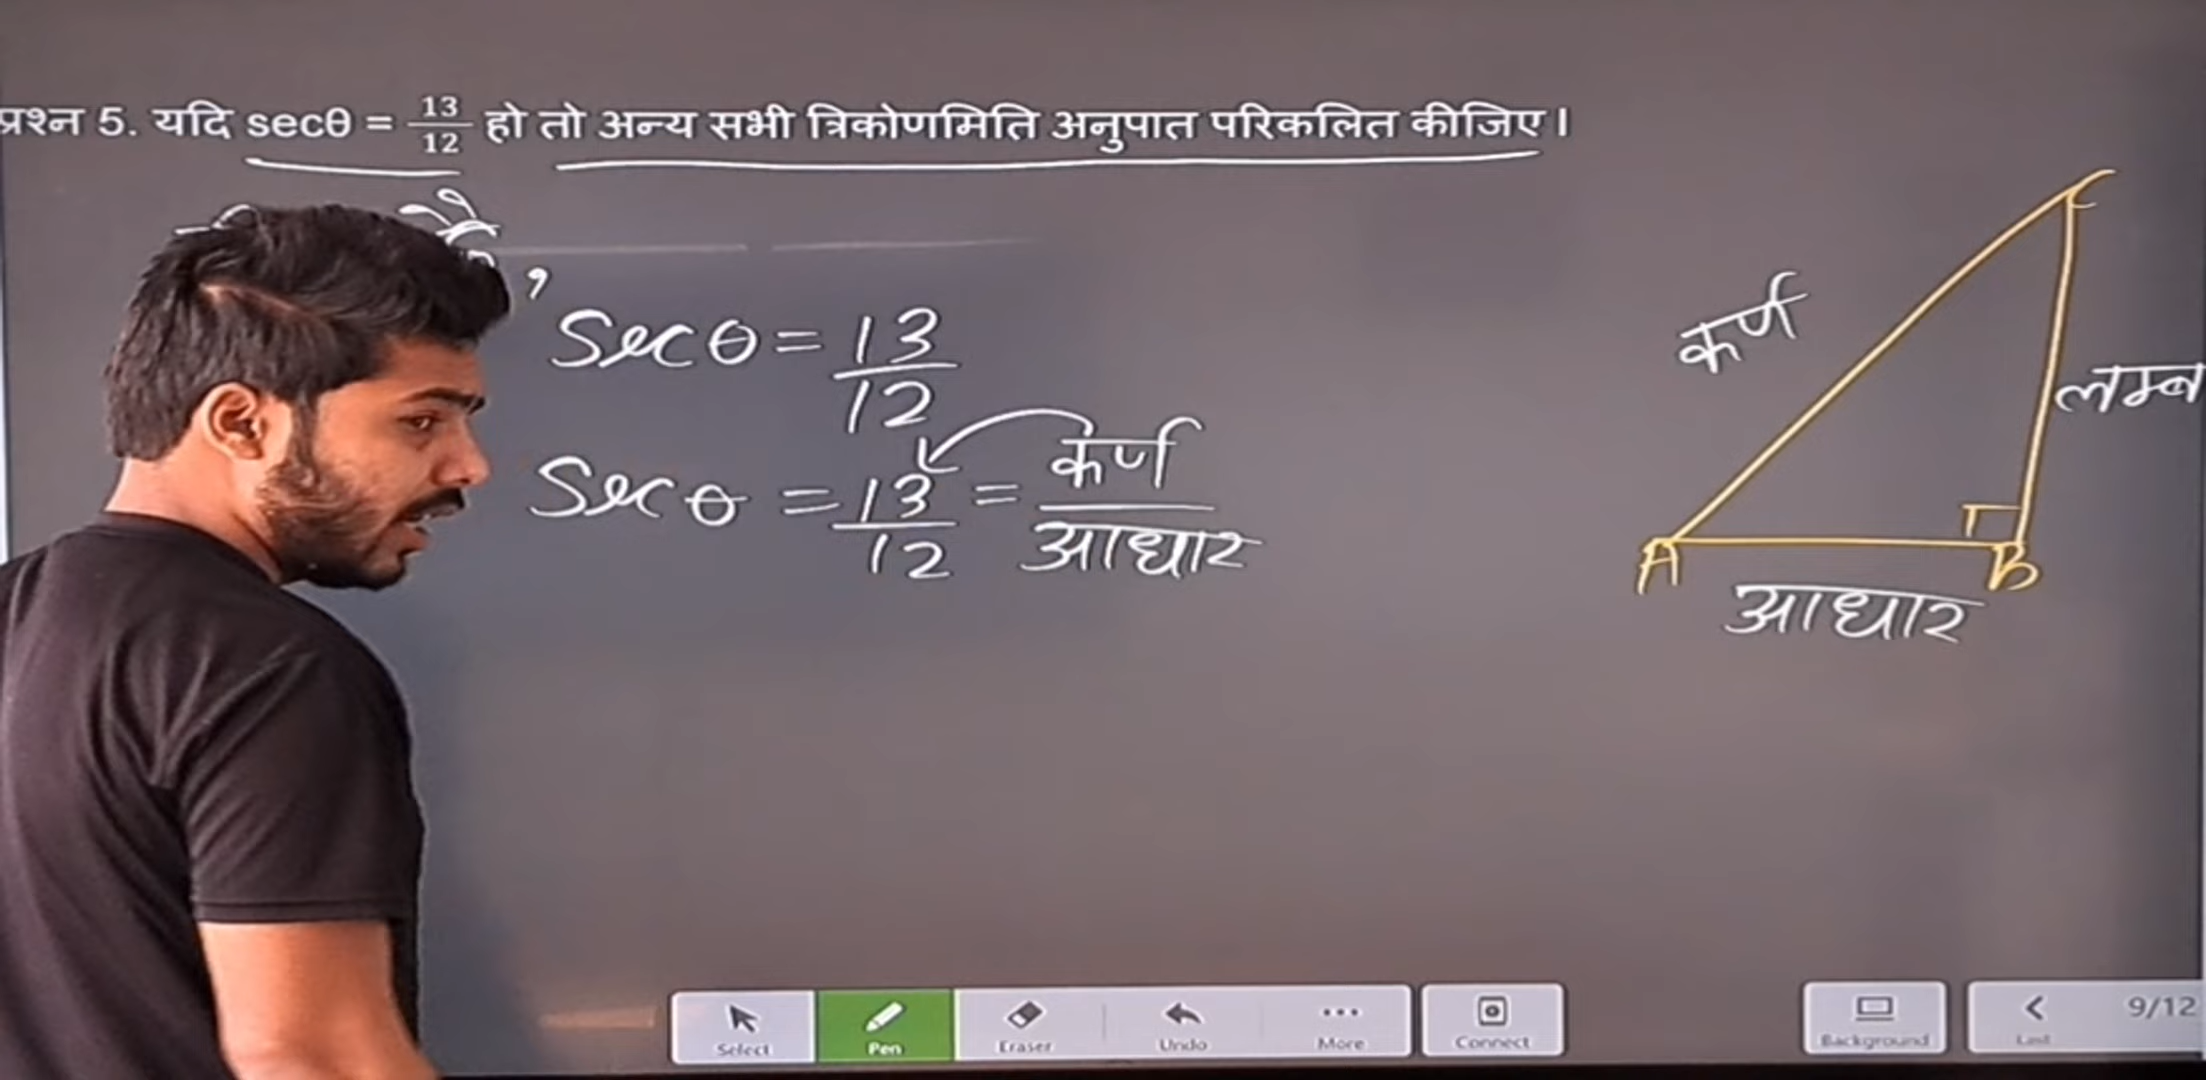 प्रश्न 5. यदि secθ = 13/12 हो तो अन्य सभी त्रिकोणमिति अनुपात परिकलित कीजिए।
,
Secθ = 13/12
Secθ = 13/12 = कर्ण/आधार
C
कर्ण
लम्ब
A
B
आधार
Select
Pen
Eraser
Undo
More
Connect
Background
Last
9/12